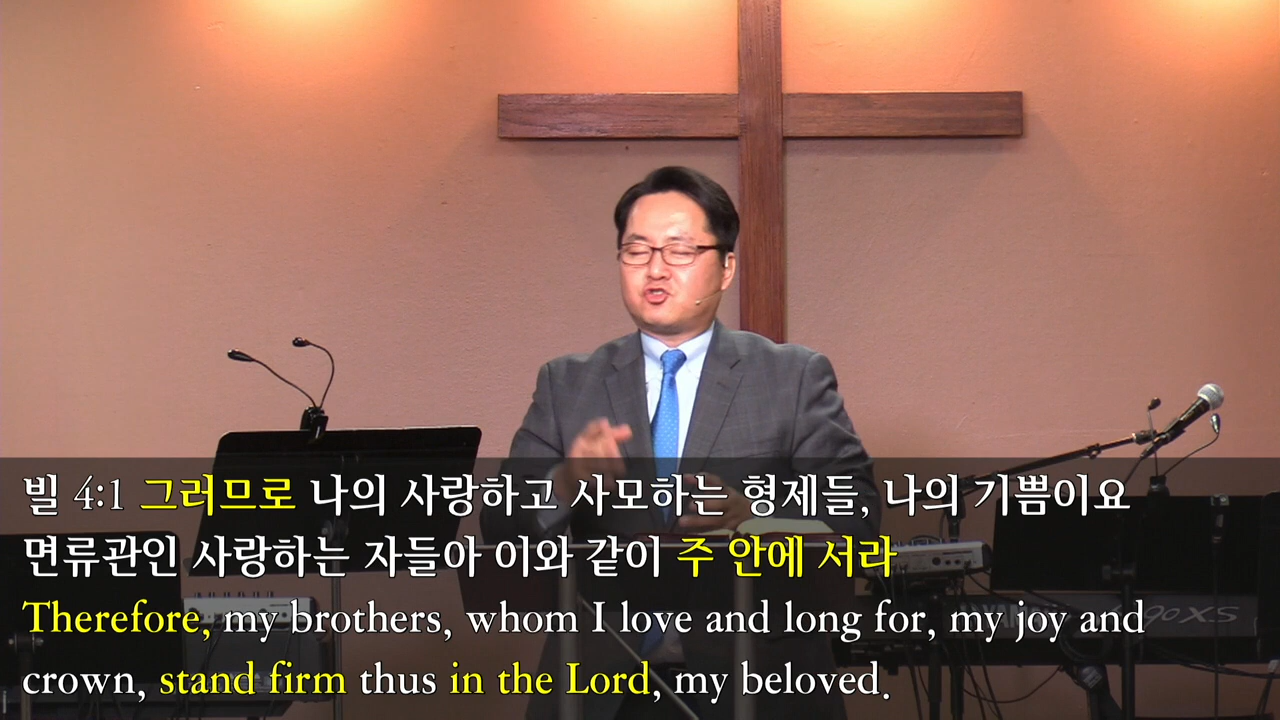 빌 4:1 그러므로 나의 사랑하고 사모하는 형제들, 나의 기쁨이요
면류관인 사랑하는 자들아 이와 같이 주 안에 서라
Therefore, my brothers, whom I love and long for, my joy and
crown, stand firm thus in the Lord, my beloved.